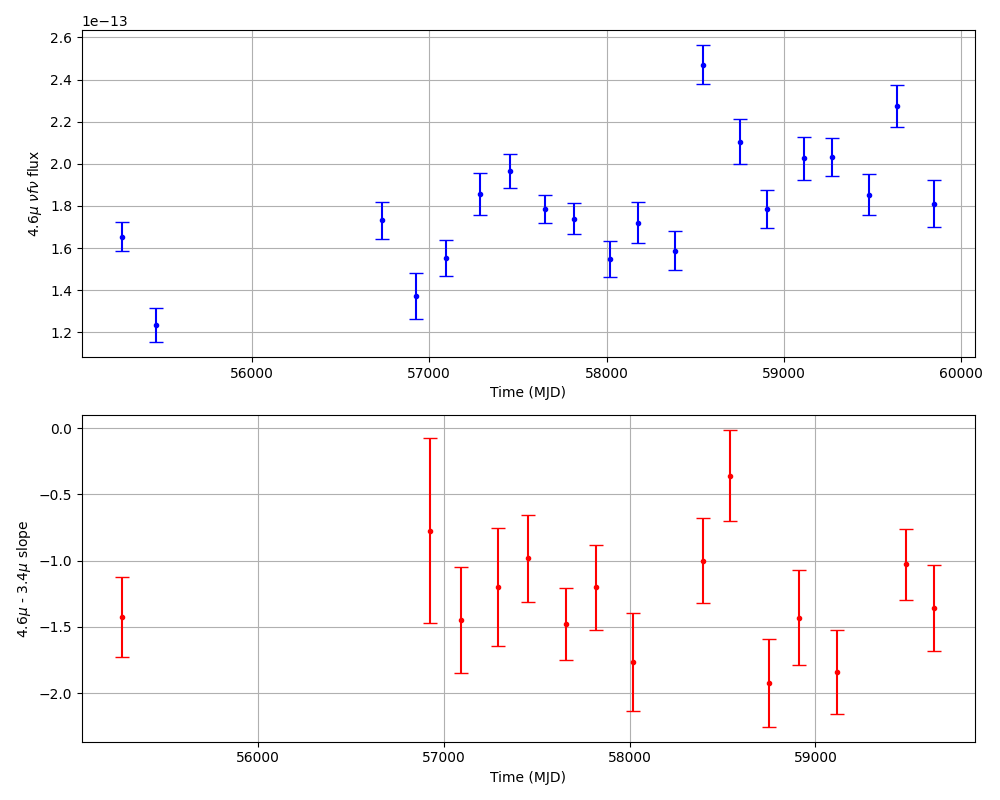 1e−13
2.6
2.4
2.2
2.0
1.8
1.6
1.4
1.2
4.6μ νfν flux
56000 57000 58000 59000 60000
Time (MJD)
0.0
−0.5
−1.0
−1.5
−2.0
4.6μ - 3.4μ slope
56000 57000 58000 59000
Time (MJD)